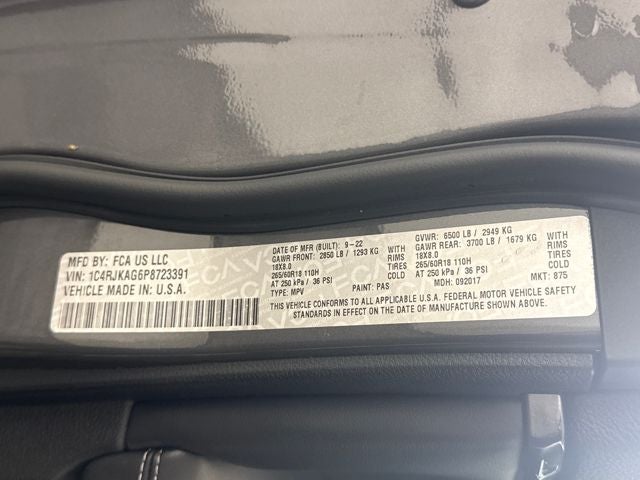 MFD BY: FCA US LLC
VIN: 1C4RJKAG6P8723391
VEHICLE MADE IN: U.S.A.
DATE OF MFR (BUILT): 9-22
GAWR FRONT: 2850 LB / 1293 KG
WITH
18X8.0 RIMS
265/60R18 110H TIRES
AT 250 kPa / 36 PSI COLD
TYPE: MPV PAINT: PAS
GVWR: 6500 LB / 2949 KG
GAWR REAR: 3700 LB / 1679 KG
WITH
18X8.0 RIMS
265/60R18 110H TIRES
AT 250 kPa / 36 PSI COLD
MDH: 092017 MKT: 875
THIS VEHICLE CONFORMS TO ALL APPLICABLE U.S.A. FEDERAL MOTOR VEHICLE SAFETY
STANDARDS IN EFFECT ON THE DATE OF MANUFACTURE SHOWN ABOVE.